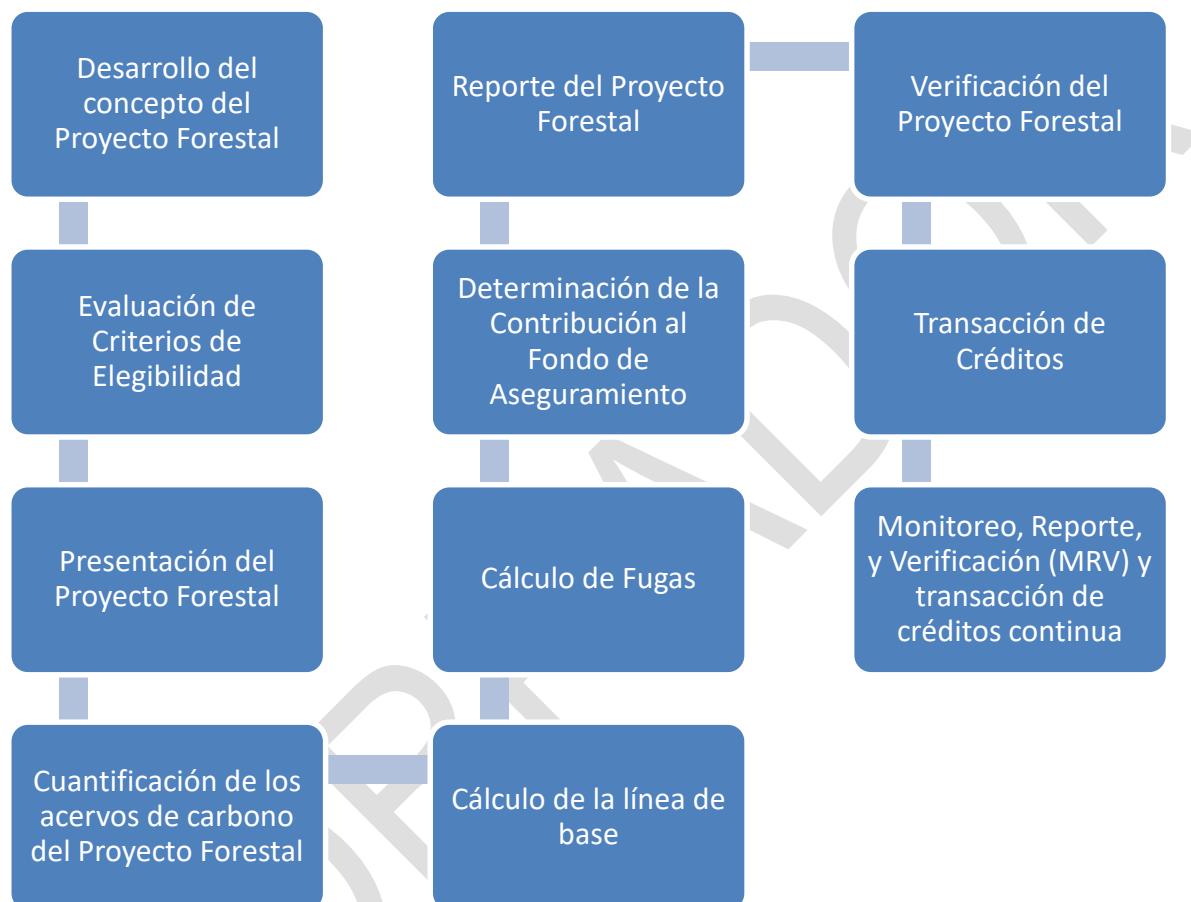 Desarrollo del
concepto del
Proyecto Forestal
Evaluación de
Criterios de
Elegibilidad
Presentación del
Proyecto Forestal
Cuantificación de los
acervos de carbono
del Proyecto Forestal
Cálculo de la línea de
base
Cálculo de Fugas
Determinación de la
Contribución al
Fondo de
Aseguramiento
Reporte del Proyecto
Forestal
Verificación del
Proyecto Forestal
Transacción de
Créditos
Monitoreo, Reporte,
y Verificación (MRV) y
transacción de
créditos continua